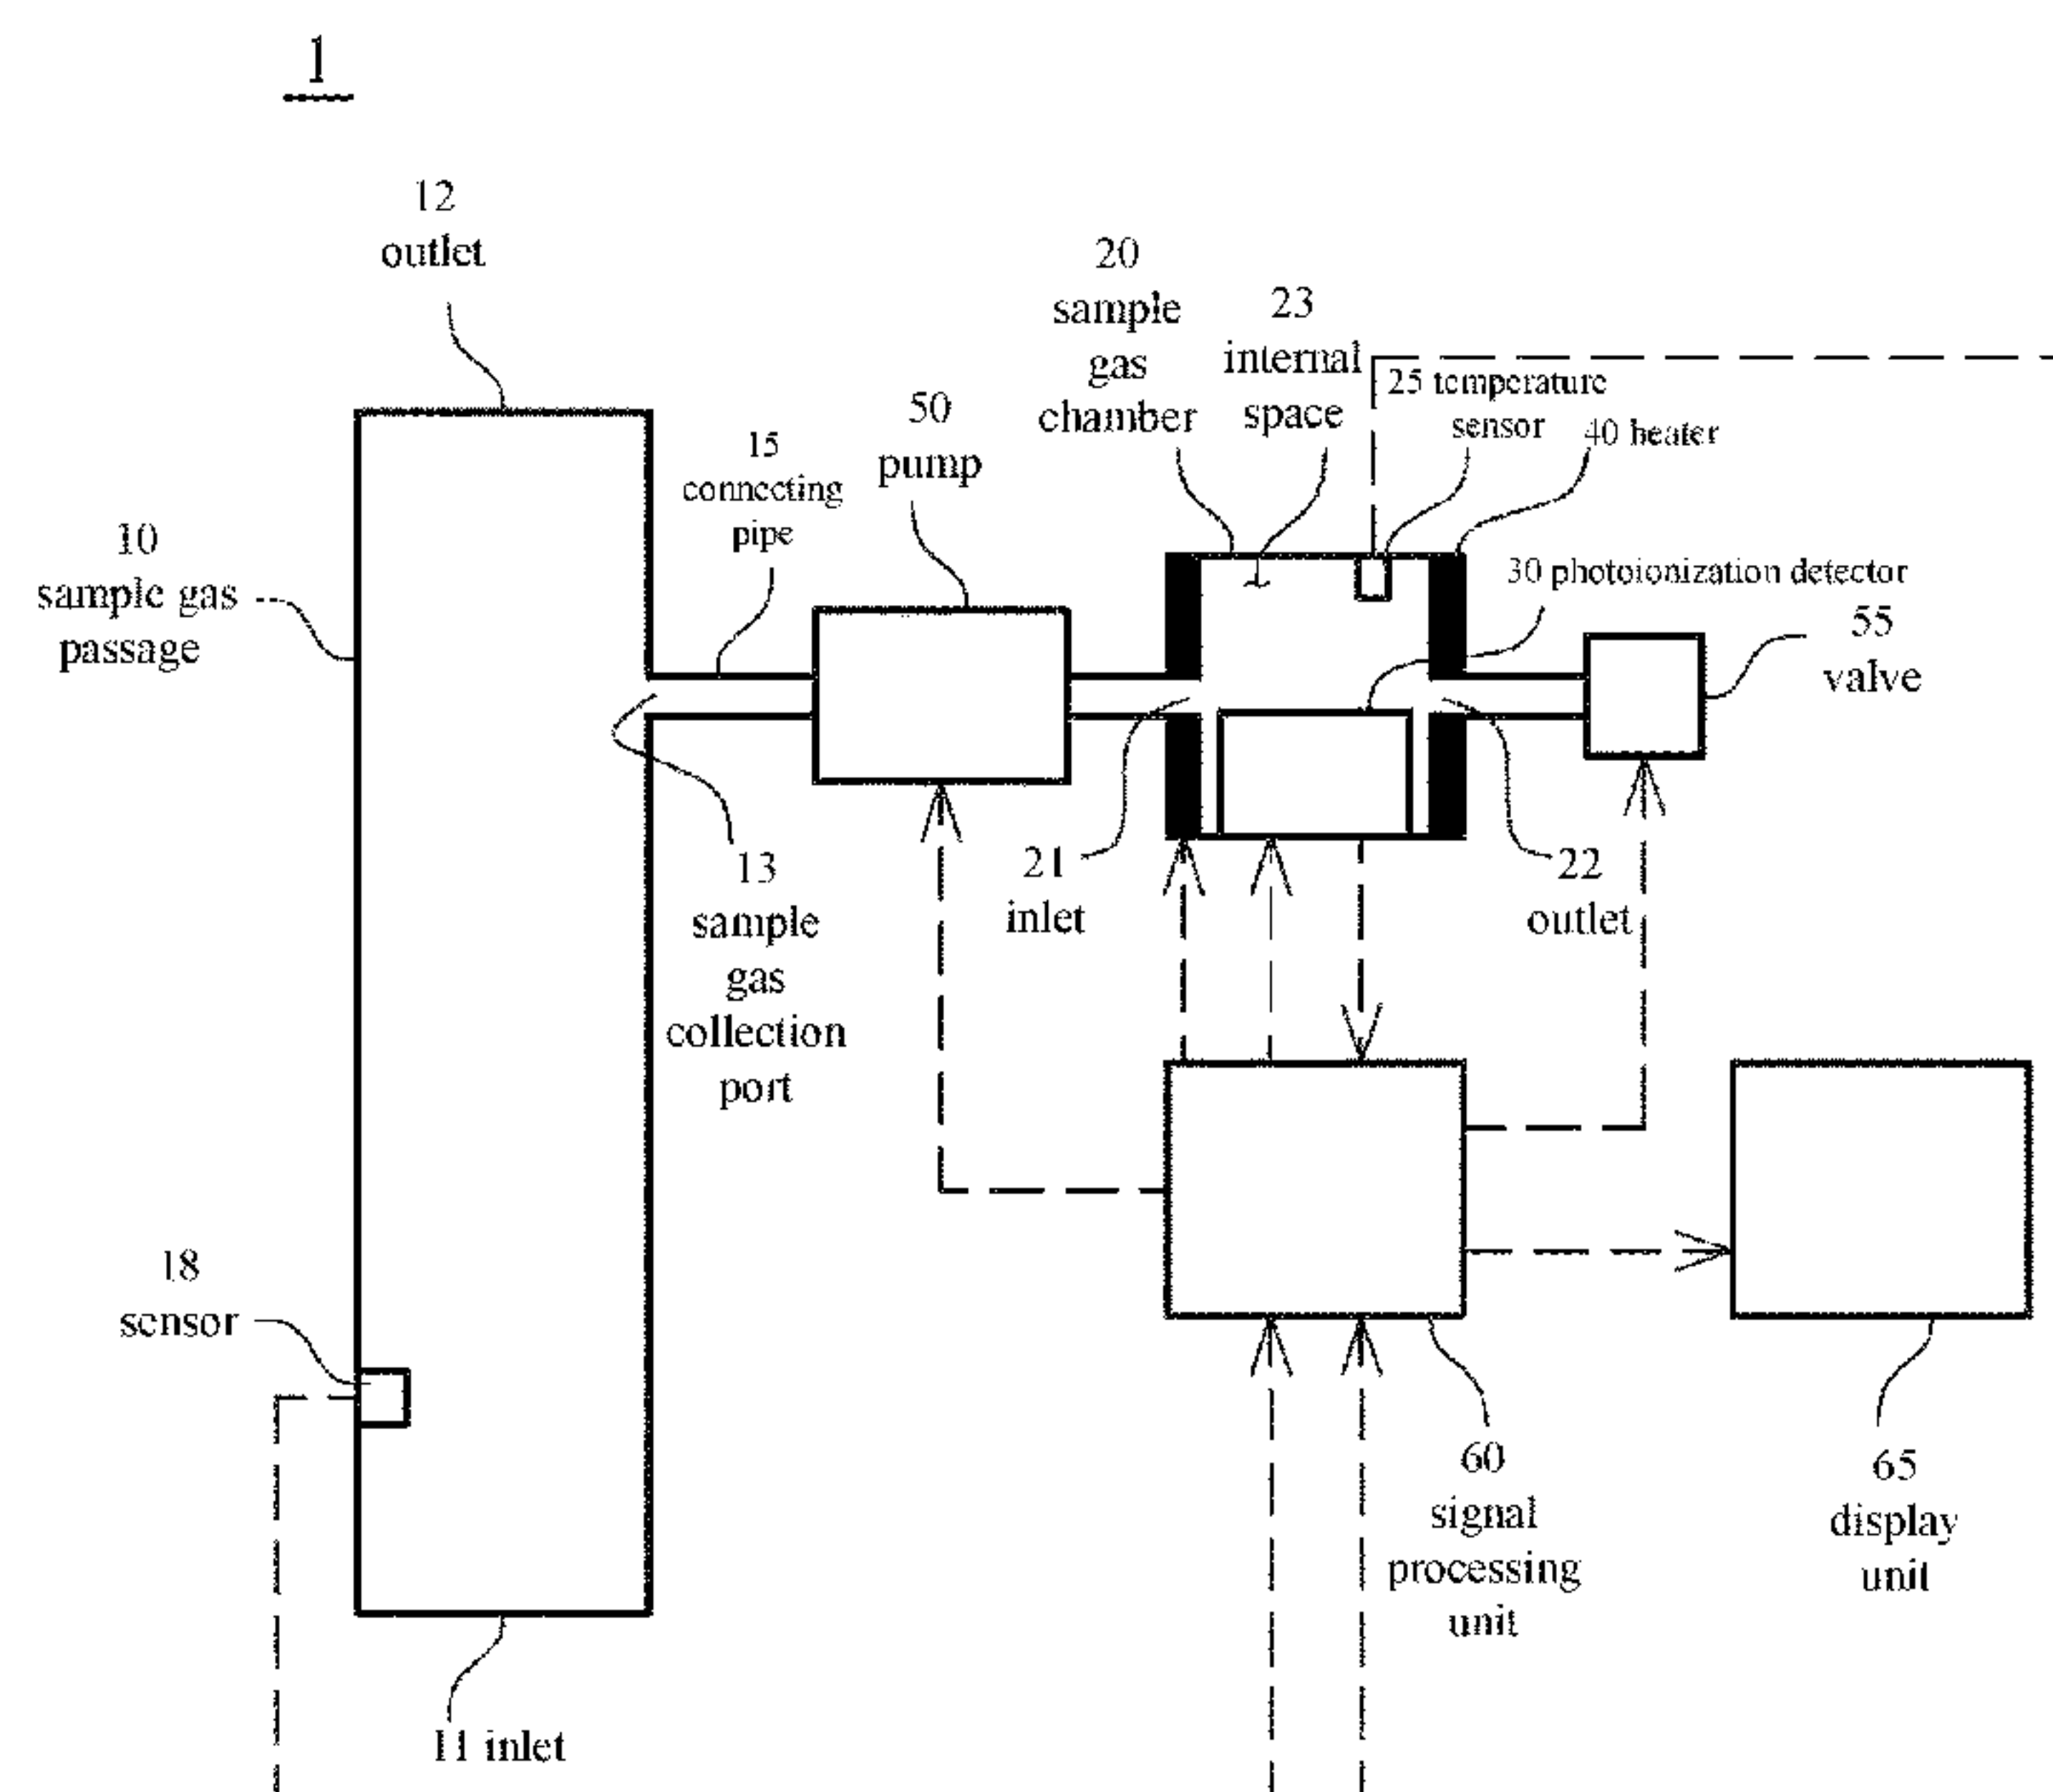 1
12
outlet
20
sample
gas
chamber
23
internal
space
25 temperature
sensor
40 heater
50
pump
15
connecting
pipe
10
sample gas
passage
30 photoionization detector
55
valve
13
sample
gas
collection
port
21
inlet
22
outlet
18
sensor
60
signal
processing
unit
65
display
unit
11 inlet